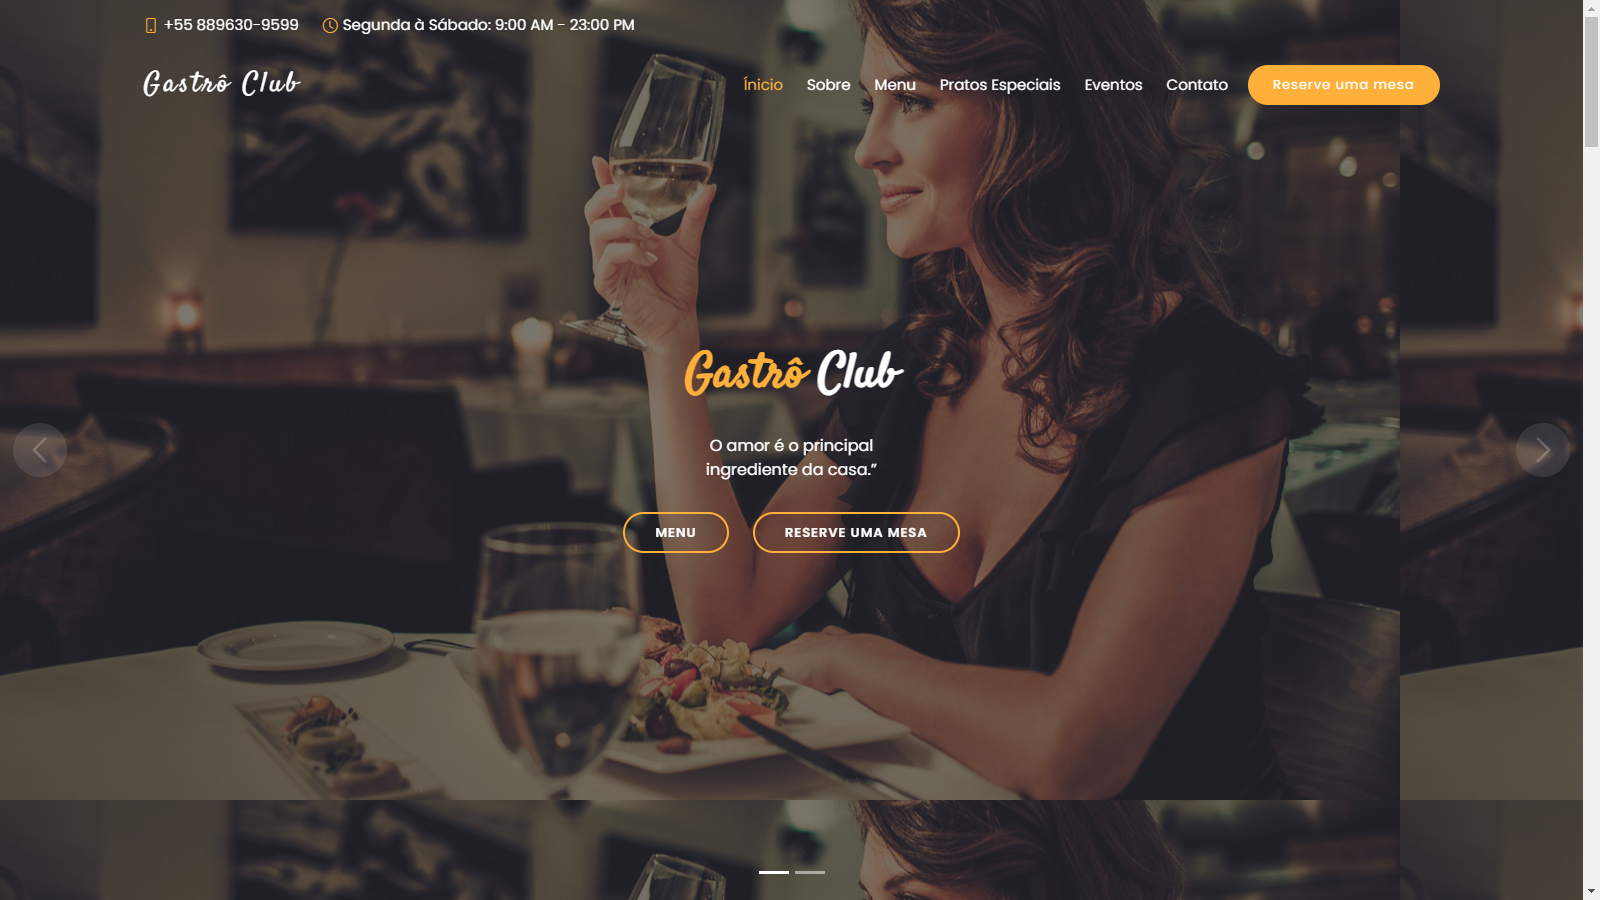 +55 889630-9599 Segunda à Sábado: 9:00 AM - 23:00 PM
Gastrô Club Ínicio Sobre Menu Pratos Especiais Eventos Contato Reserve uma mesa
Gastrô Club
O amor é o principal
ingrediente da casa.”
MENU RESERVE UMA MESA